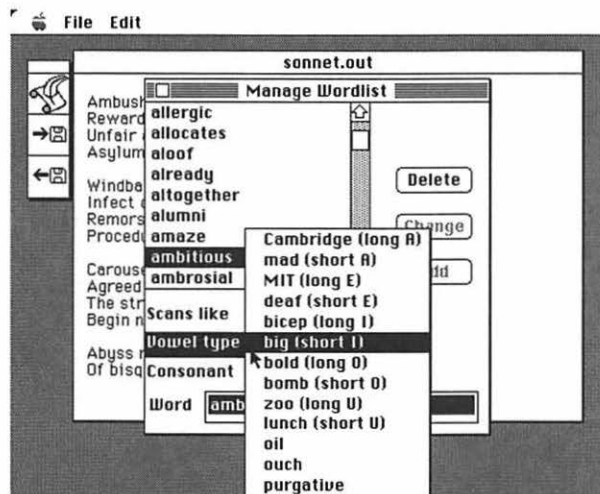 File Edit
sonnet.out
Manage Wordlist
Ambush
Reward
Unfair
Asylum
Windba
Infect
Remors
Proced
Carouse
Agreed
The str
Begin n
Abyss
Of bisq
allergic
allocates
aloof
already
altogether
alumni
amaze
ambitious
ambrosial
Delete
Change
dd
Scans like
Vowel type
Consonant
Word amb
Cambridge (long A)
mad (short A)
MIT (long E)
deaf (short E)
bicep (long I)
big (short I)
bold (long O)
bomb (short O)
zoo (long U)
lunch (short U)
oil
ouch
purgative